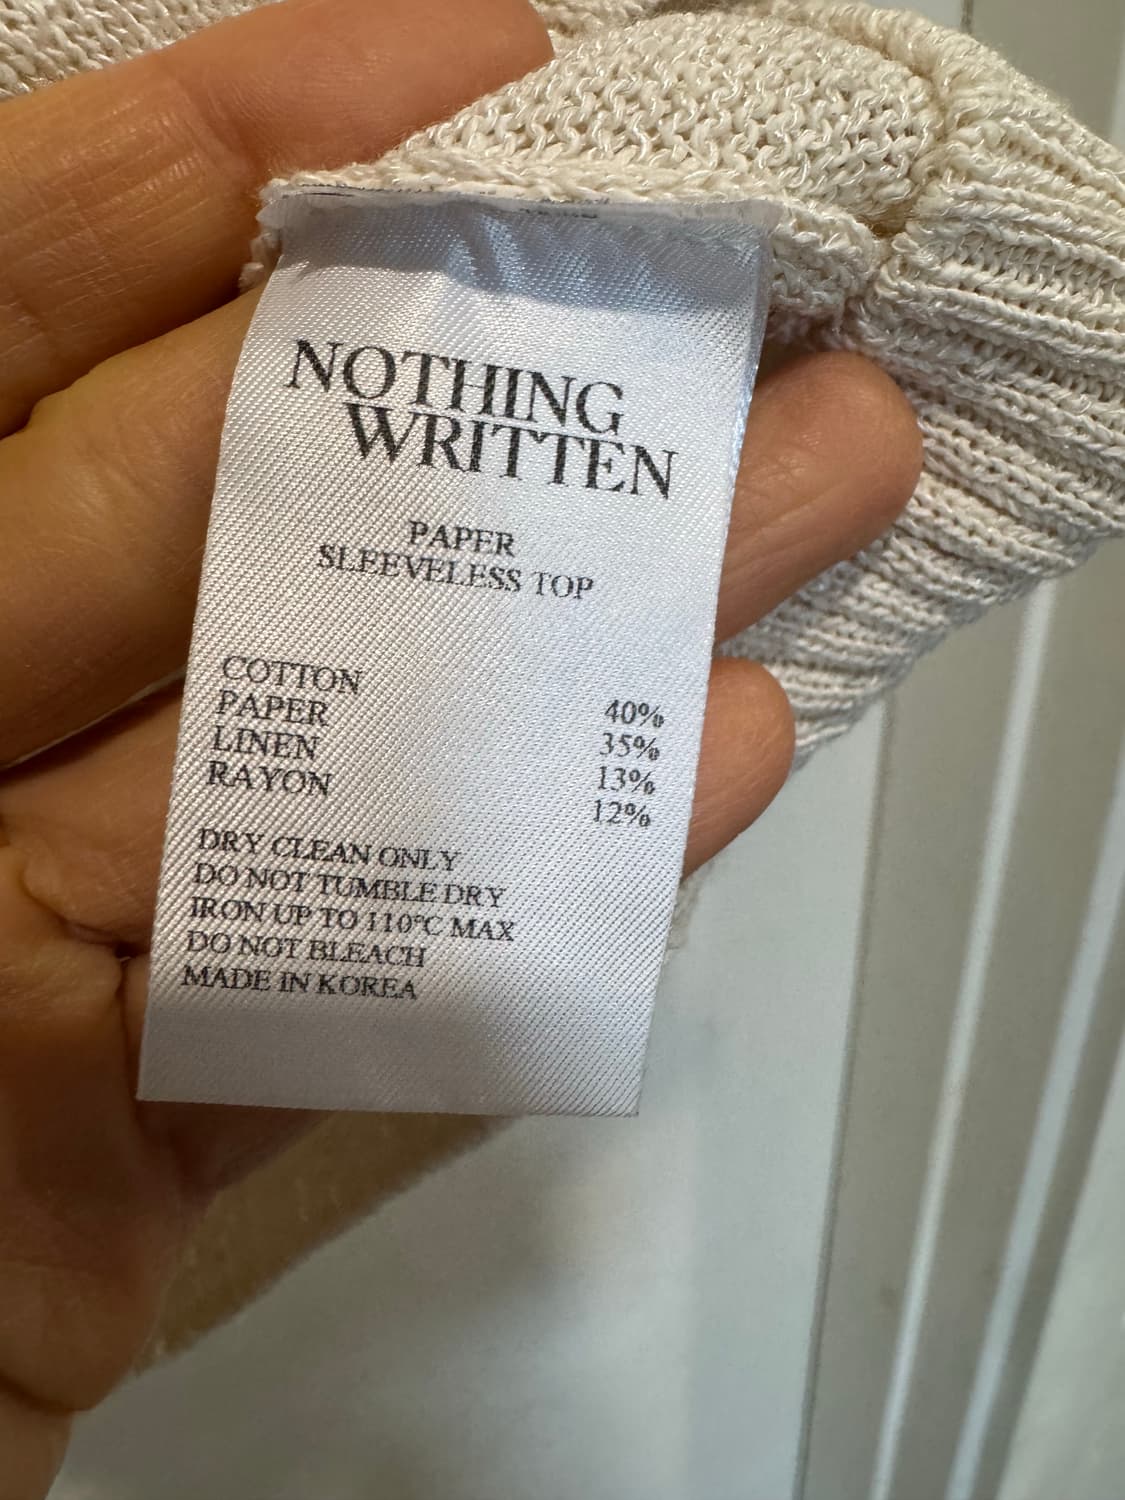 NOTHING
WRITTEN
PAPER
SLEEVELESS TOP
COTTON 40%
PAPER 35%
LINEN 13%
RAYON 12%
DRY CLEAN ONLY
DO NOT TUMBLE DRY
IRON UP TO 110°C MAX
DO NOT BLEACH
MADE IN KOREA